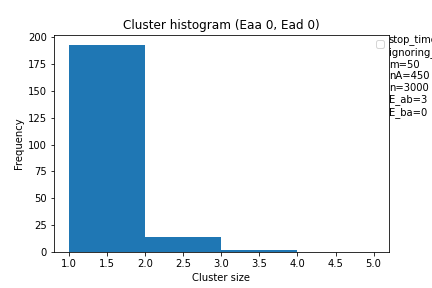 Cluster histogram (Eaa 0, Ead 0)
stop_time
ignoring_
m=50
nA=450
n=3000
E_ab=3
E_ba=0
200
175
150
125
100
75
50
25
0
Frequency
1.0 1.5 2.0 2.5 3.0 3.5 4.0 4.5 5.0
Cluster size